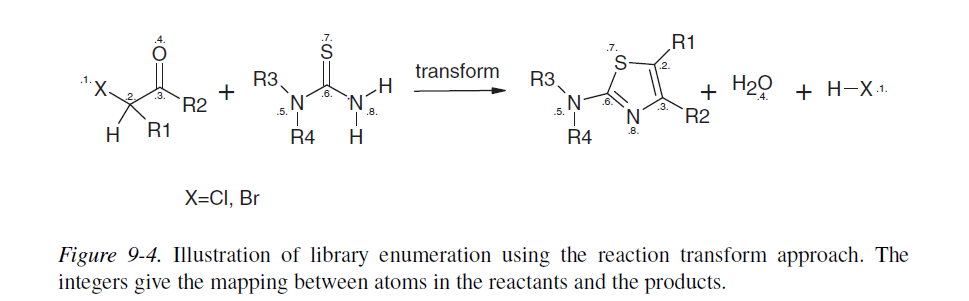 .4.
O
.1. X .2. .3. R2
H R1
+
.7.
S
R3 .6. H
.5. N N .8.
R4 H
transform
.7. R1
S .2.
R3 .6. .3.
.5. N N R2
R4 .8.
+ H2O + H-X .1.
.4.
X=Cl, Br
Figure 9-4. Illustration of library enumeration using the reaction transform approach. The
integers give the mapping between atoms in the reactants and the products.